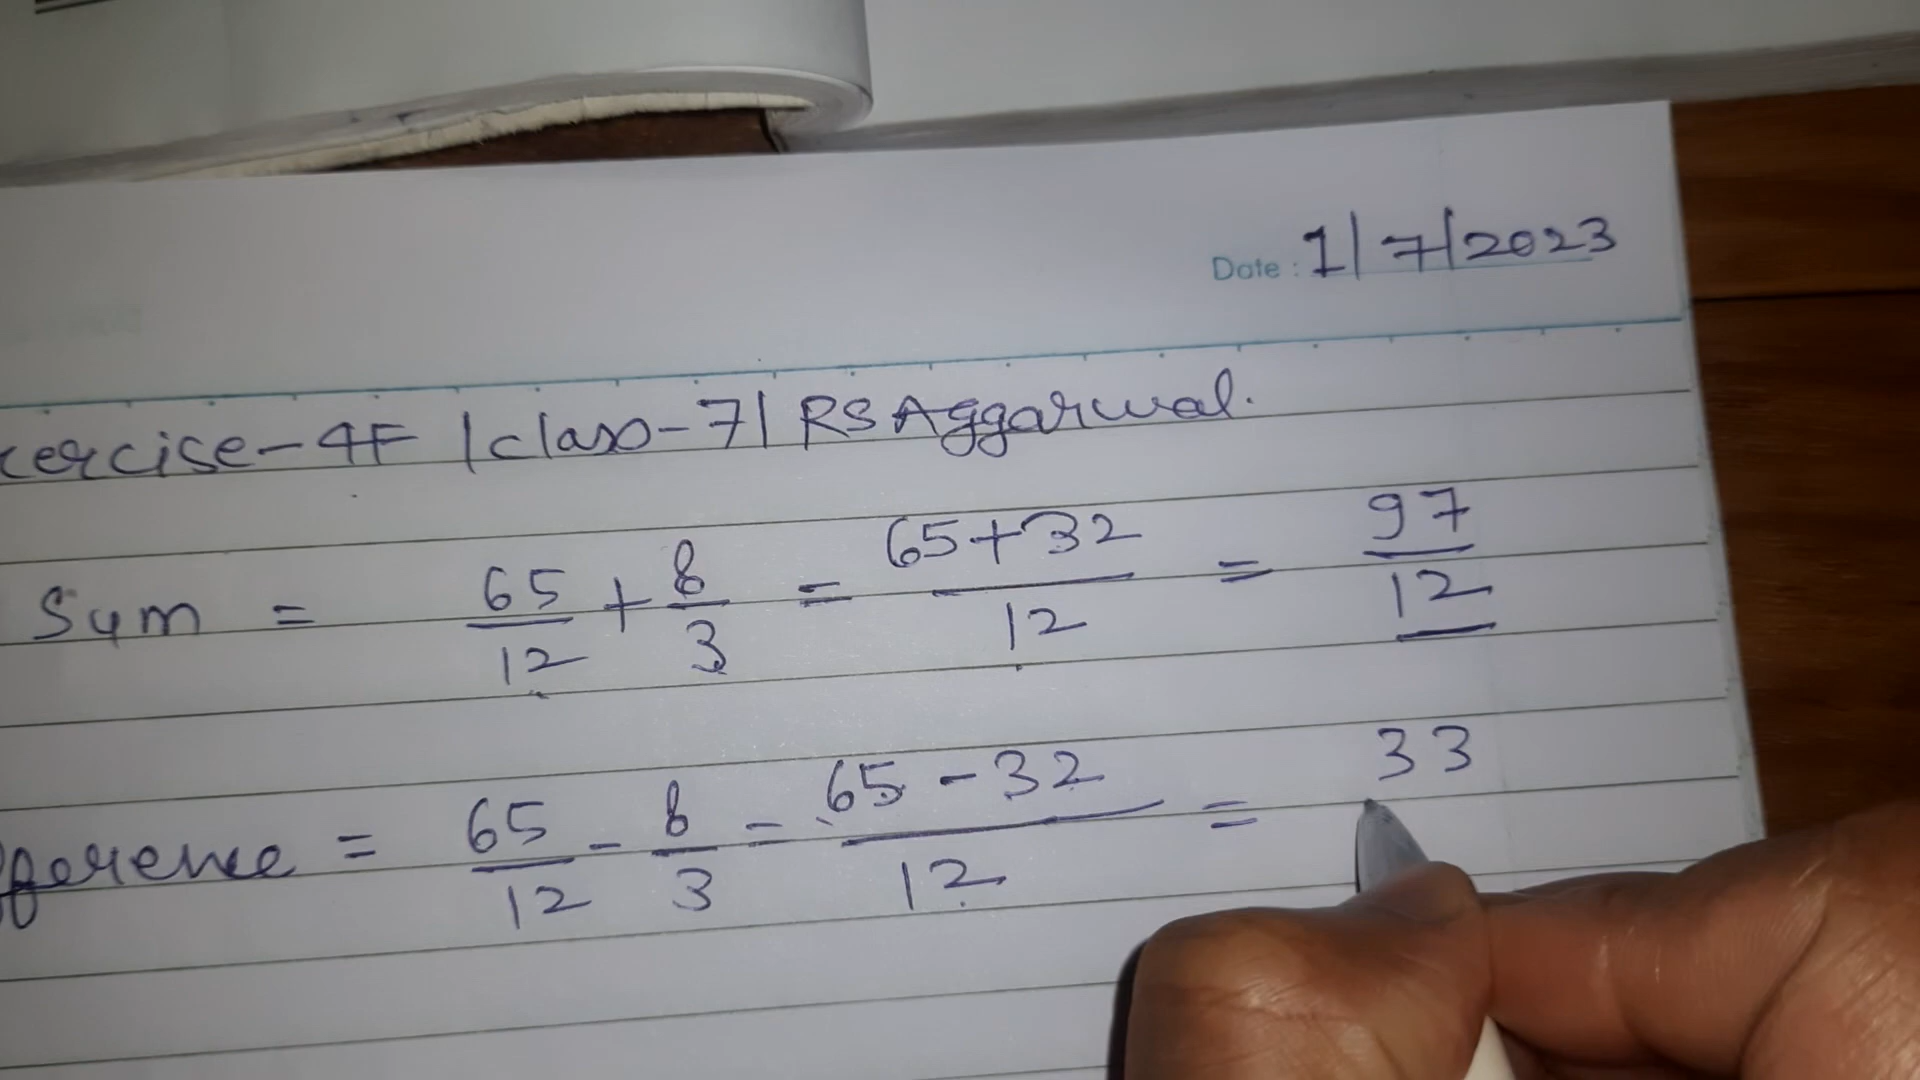 Date : 1/7/2023
xercise-4F / class-7/ RS Aggarwal.
Sum = 65/12 + 8/3 = 65+32/12 = 97/12
fference = 65/12 - 8/3 = 65-32/12 = 33